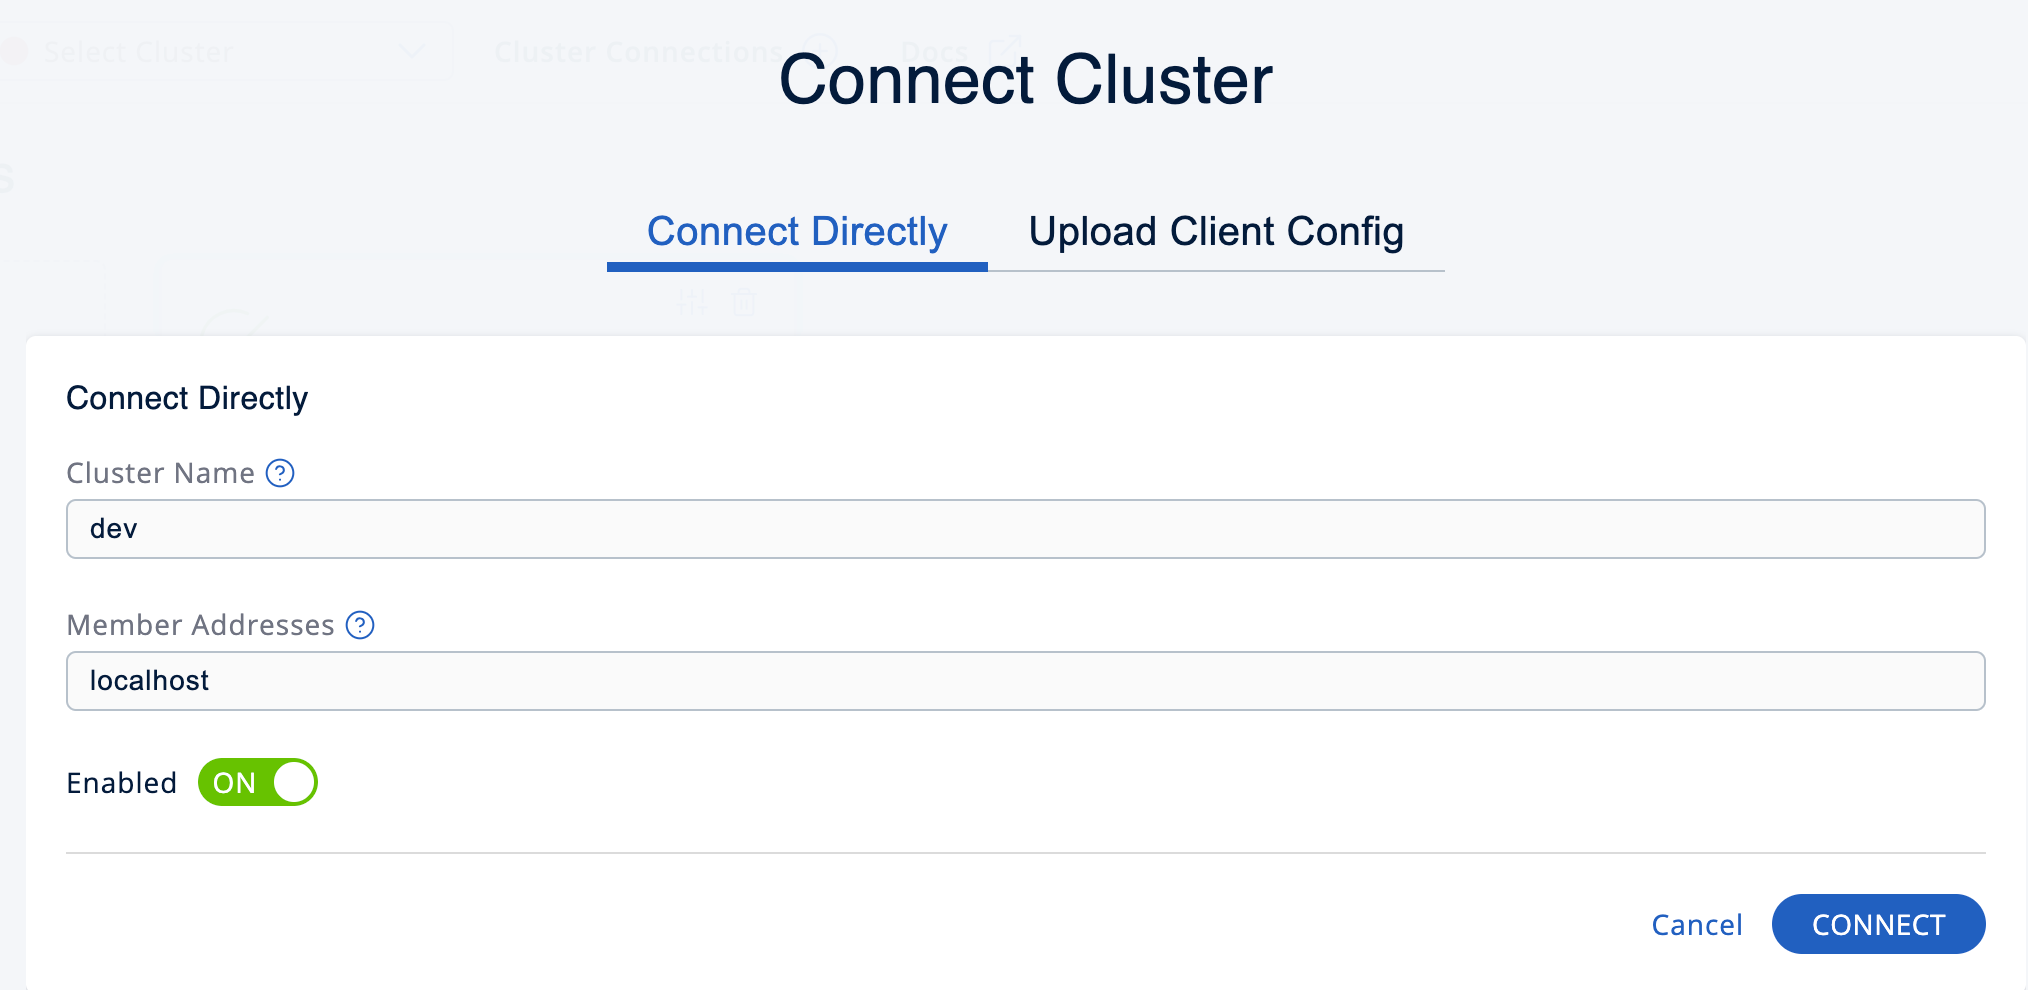 Select Cluster
Cluster Connections
Docs
Connect Cluster
Connect Directly
Upload Client Config
Connect Directly
Cluster Name ?
dev
Member Addresses ?
localhost
Enabled ON
Cancel CONNECT